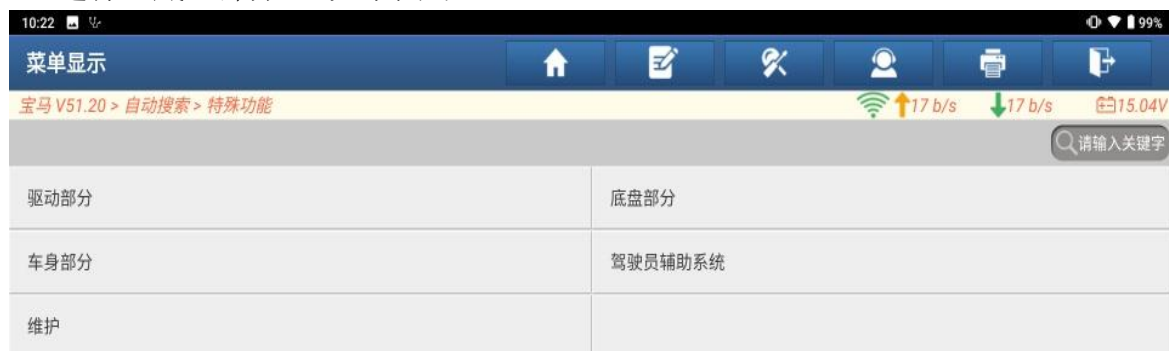 10:22 99%
菜单显示
宝马 V51.20 > 自动搜索 > 特殊功能 17 b/s 17 b/s 15.04V
请输入关键字
驱动部分 底盘部分
车身部分 驾驶员辅助系统
维护